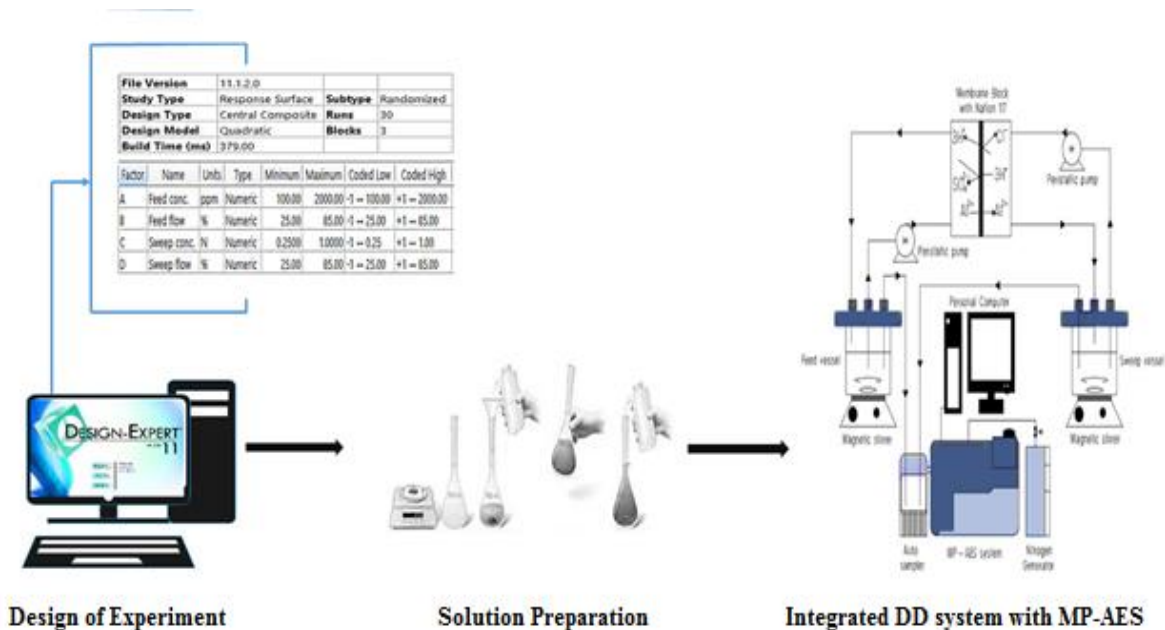 File Version 11.1.2.0
Study Type Response Surface Subtype Randomized
Design Type Central Composite Runs 30
Design Model Quadratic Blocks 3
Build Time (ms) 379.00
Factor Name Units Type Minimum Maximum Coded Low Coded High
A Feed conc. ppm Numeric 100.00 2000.00 -1 ↔ 100.00 +1 ↔ 2000.00
B Feed flow % Numeric 25.00 85.00 -1 ↔ 25.00 +1 ↔ 85.00
C Sweep conc. N Numeric 0.2500 1.0000 -1 ↔ 0.25 +1 ↔ 1.00
D Sweep flow % Numeric 25.00 85.00 -1 ↔ 25.00 +1 ↔ 85.00
DESIGN-EXPERT
11
Membrane Block
with Nafion 117
Peristaltic pump
Peristaltic pump
Personal Computer
Feed vessel
Sweep vessel
Magnetic stirrer
Magnetic stirrer
Auto
sampler
MP-AES system
Nitrogen
Generator
Design of Experiment
Solution Preparation
Integrated DD system with MP-AES